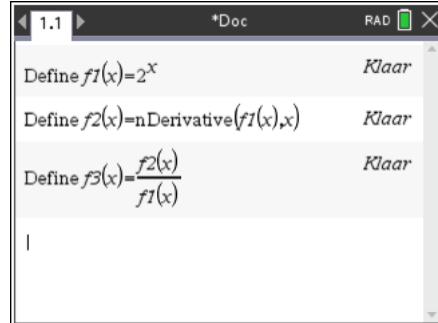 1.1 *Doc RAD
Define f1(x)=2^x Klaar
Define f2(x)=nDerivative(f1(x),x) Klaar
Define f3(x)=f2(x)/f1(x) Klaar